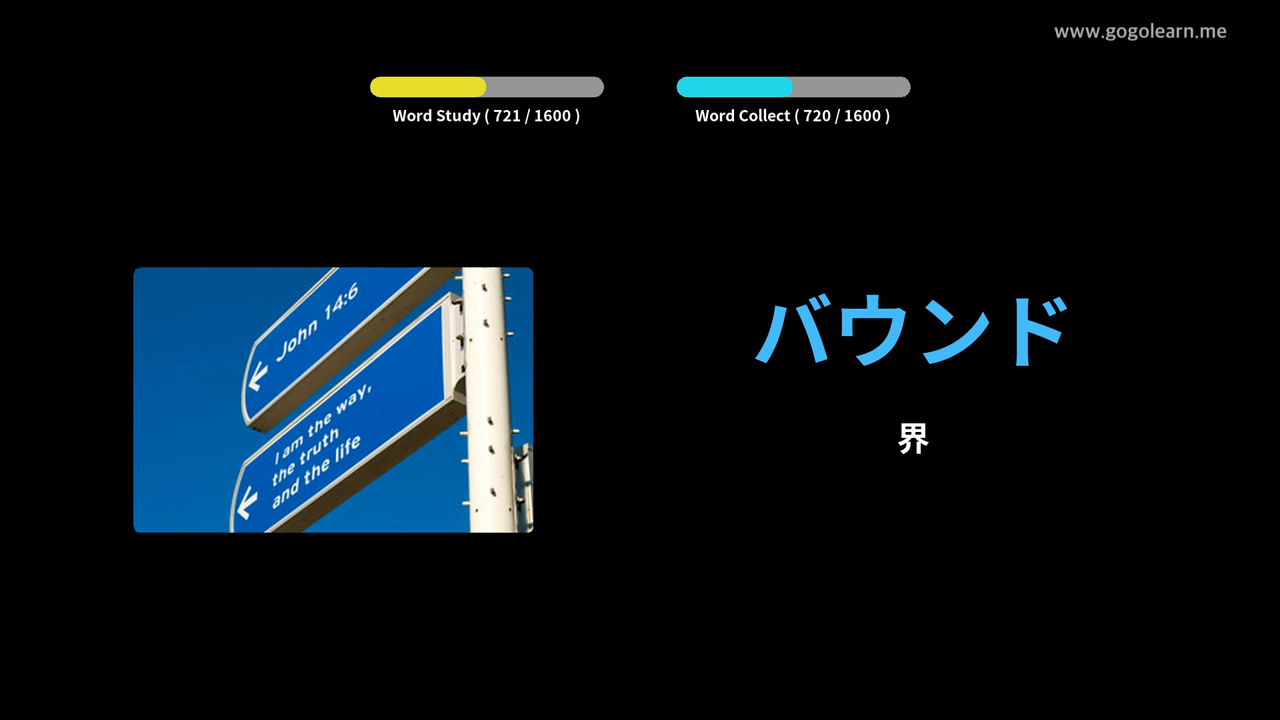 www.gogolearn.me
Word Study ( 721 / 1600 )
Word Collect ( 720 / 1600 )
John 14:6
I am the way,
the truth
and the life
バウンド
界